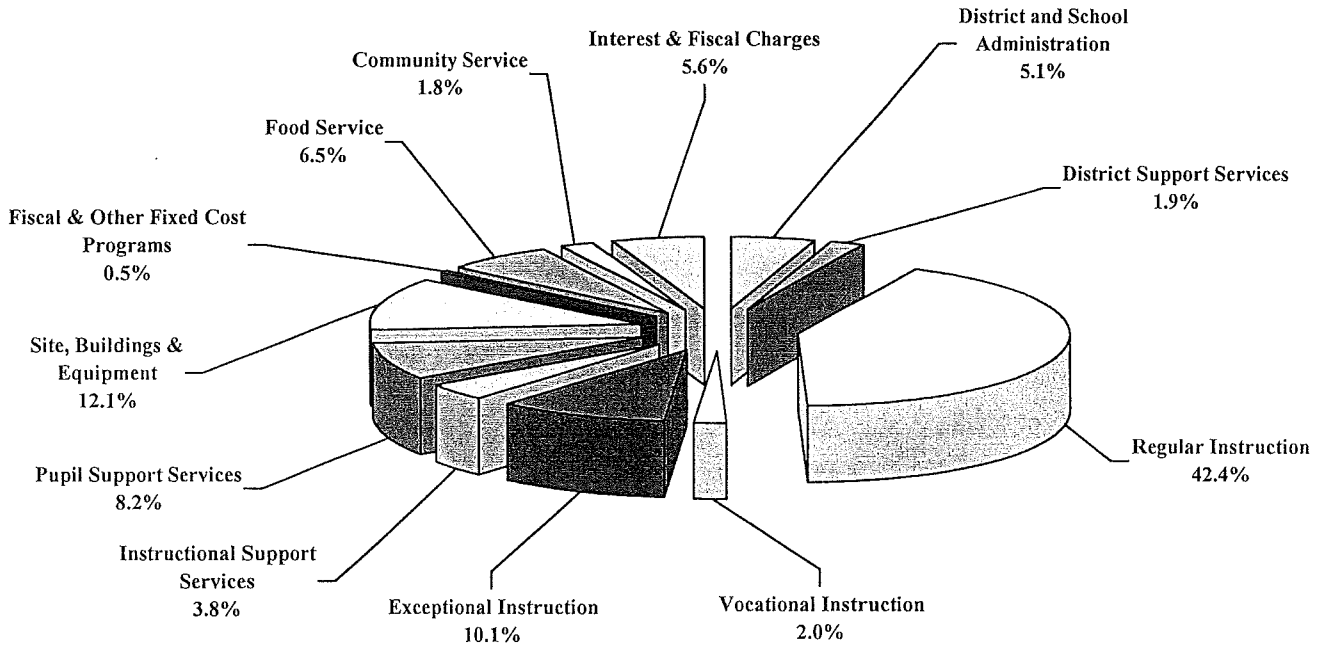 District and School
Administration
5.1%
Interest & Fiscal Charges
5.6%
Community Service
1.8%
Food Service
6.5%
District Support Services
1.9%
Fiscal & Other Fixed Cost
Programs
0.5%
Site, Buildings &
Equipment
12.1%
Regular Instruction
42.4%
Pupil Support Services
8.2%
Instructional Support
Services
3.8%
Exceptional Instruction
10.1%
Vocational Instruction
2.0%